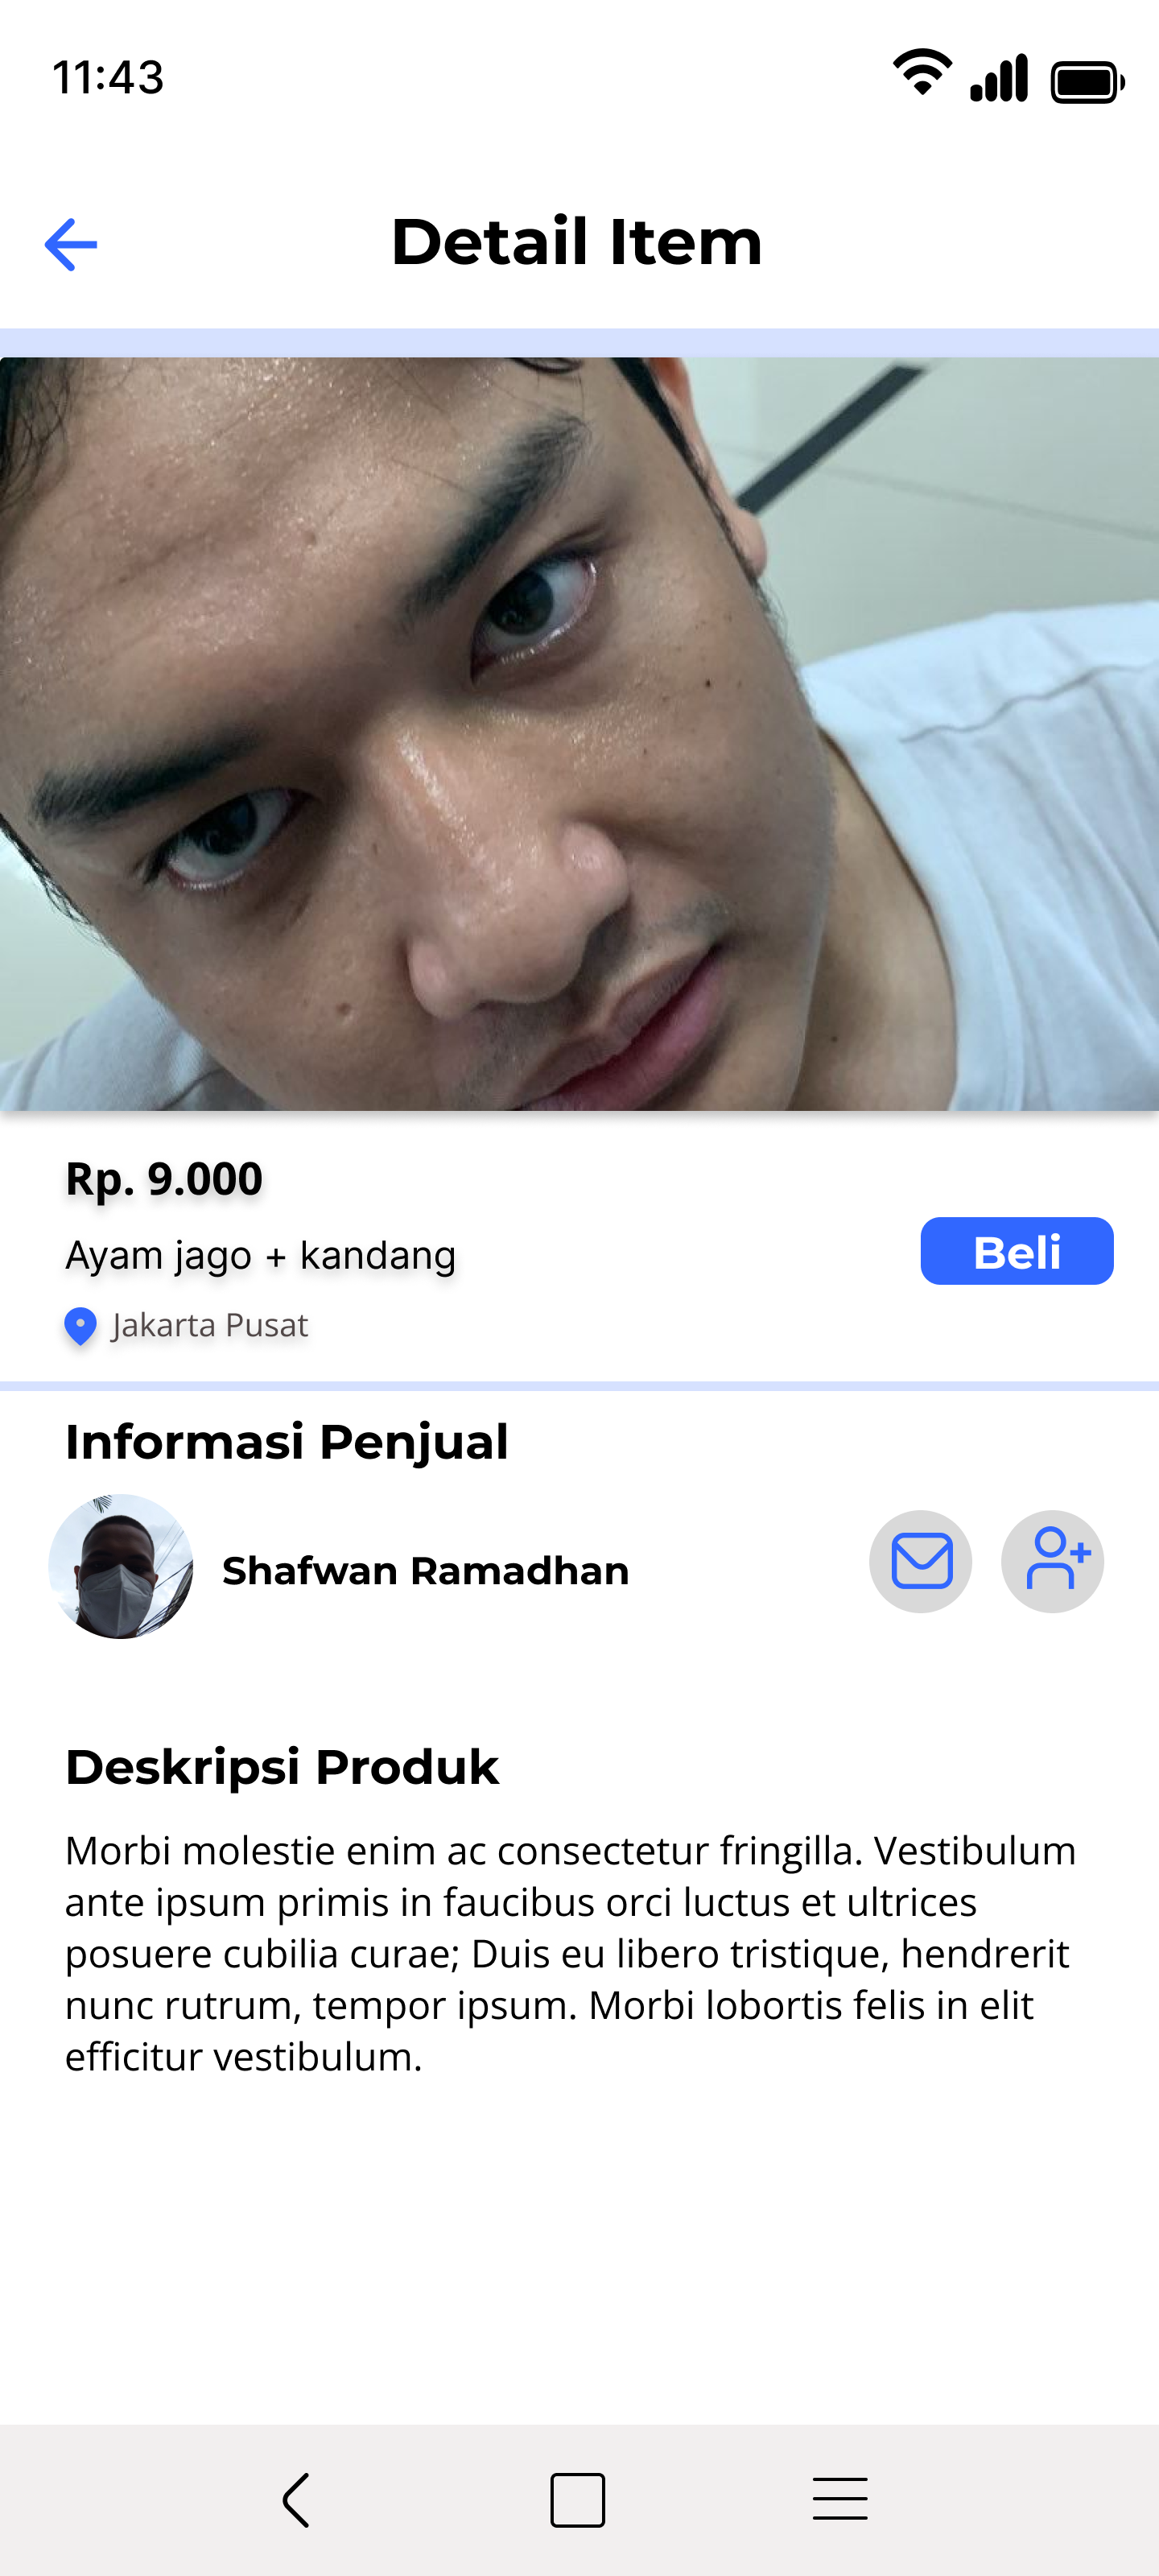 11:43
Detail Item
Rp. 9.000
Ayam jago + kandang
Beli
Jakarta Pusat
Informasi Penjual
Shafwan Ramadhan
Deskripsi Produk
Morbi molestie enim ac consectetur fringilla. Vestibulum
ante ipsum primis in faucibus orci luctus et ultrices
posuere cubilia curae; Duis eu libero tristique, hendrerit
nunc rutrum, tempor ipsum. Morbi lobortis felis in elit
efficitur vestibulum.